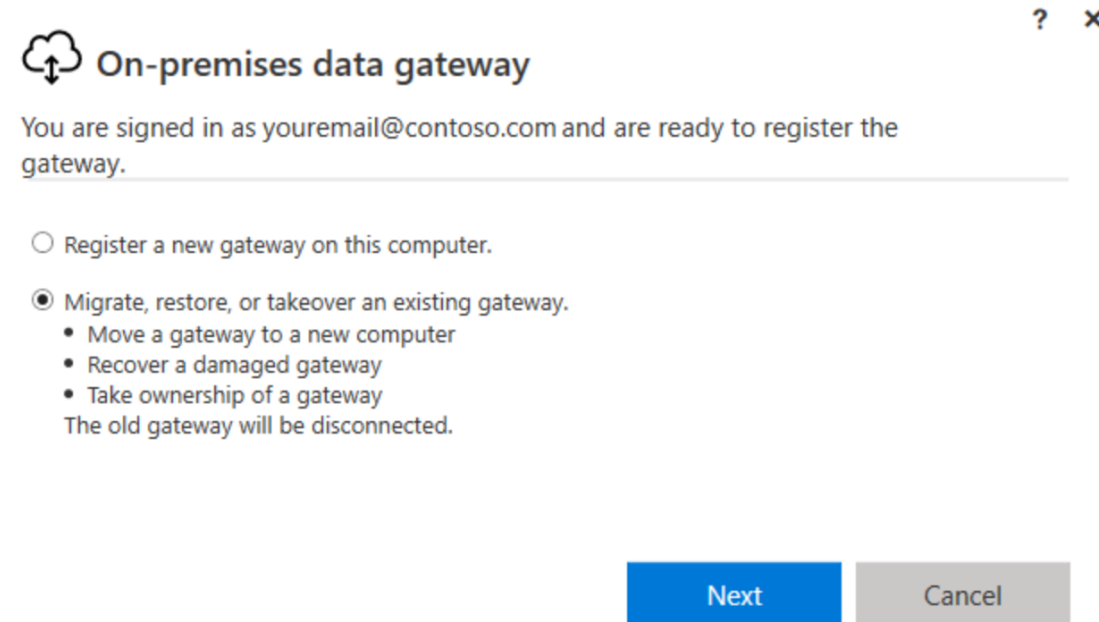 ?
On-premises data gateway
You are signed in as youremail@contoso.com and are ready to register the
gateway.
Register a new gateway on this computer.
Migrate, restore, or takeover an existing gateway.
• Move a gateway to a new computer
• Recover a damaged gateway
• Take ownership of a gateway
The old gateway will be disconnected.
Next Cancel